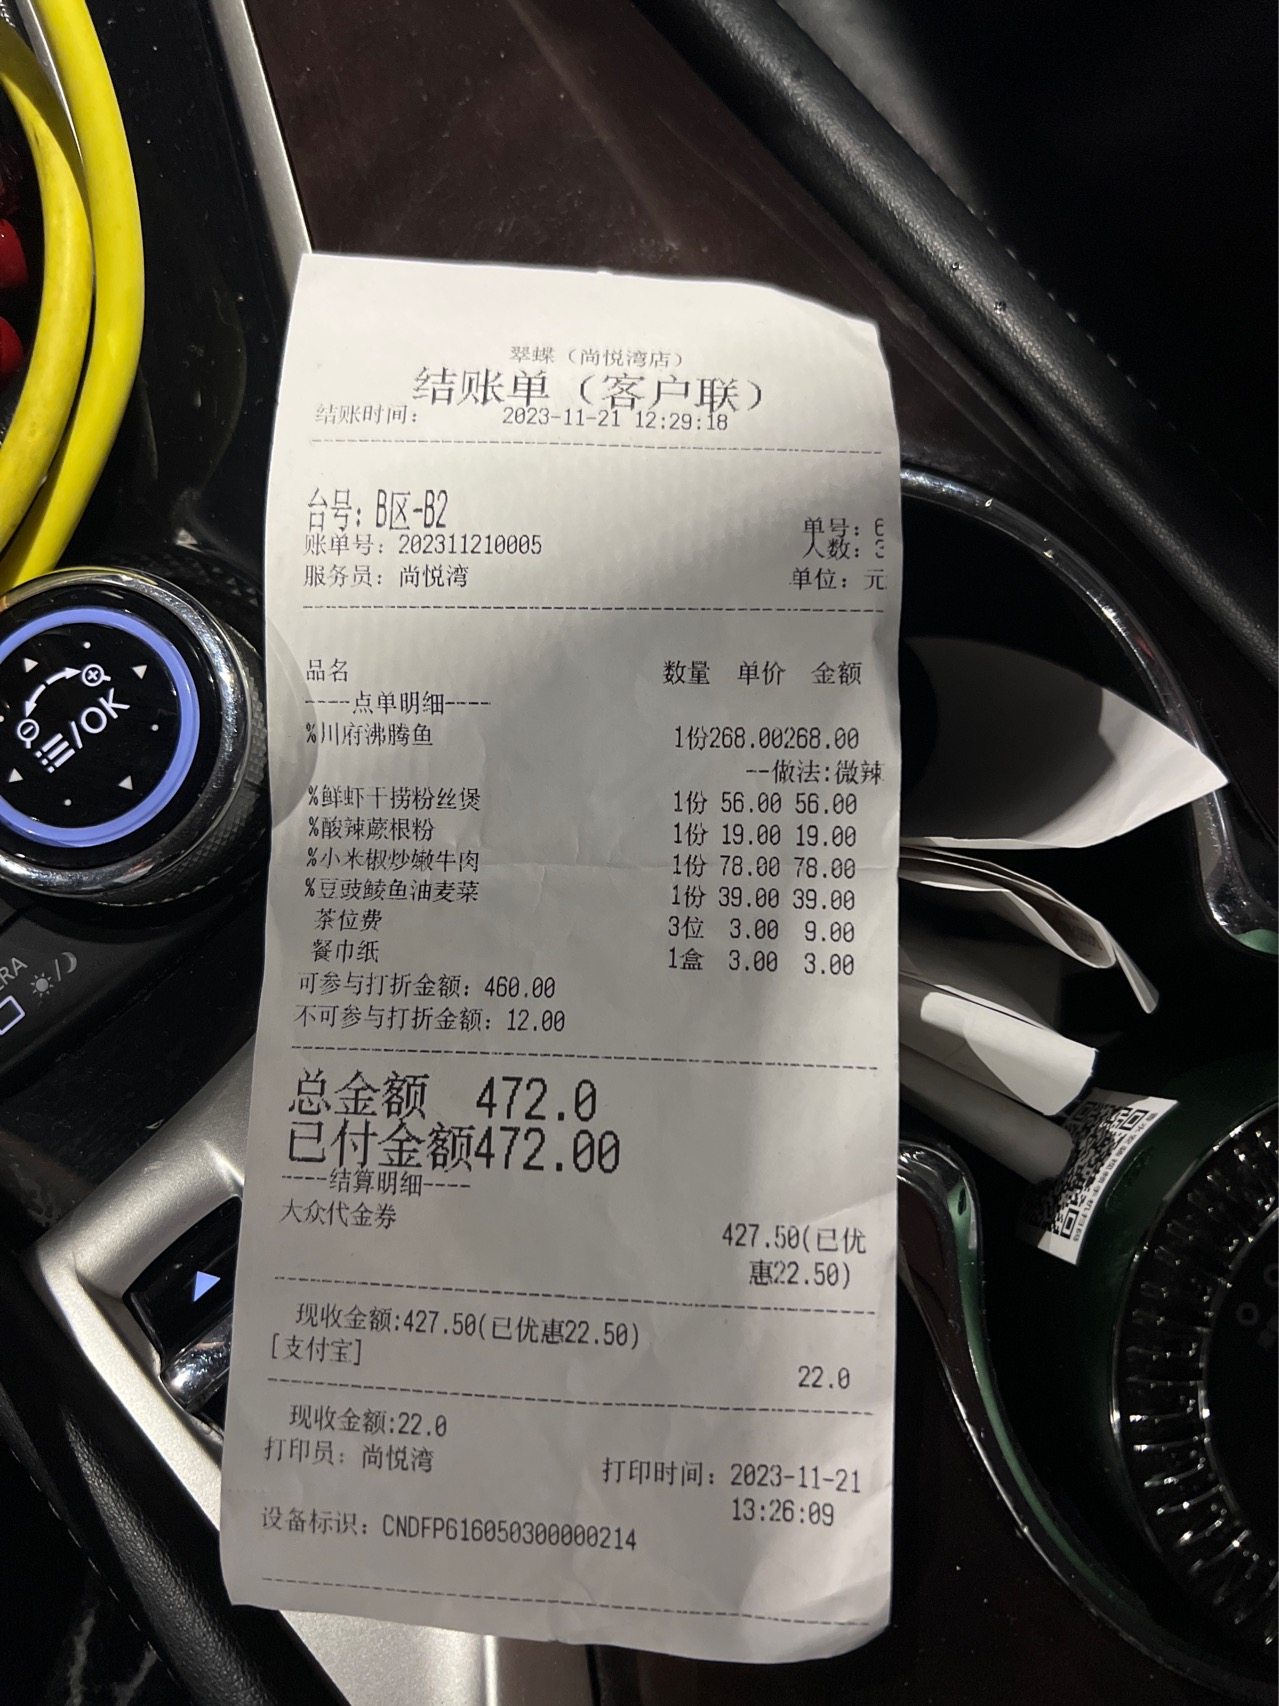 翠蝶（尚悦湾店）
结账单（客户联）
结账时间： 2023-11-21 12:29:18
台号：B区-B2
单号：6
账单号：202311210005
人数：3
服务员：尚悦湾
单位：元
品名 数量 单价 金额
----点单明细----
%川府沸腾鱼 1份268.00268.00
--做法:微辣
%鲜虾干捞粉丝煲 1份 56.00 56.00
%酸辣蕨根粉 1份 19.00 19.00
%小米椒炒嫩牛肉 1份 78.00 78.00
%豆豉鲮鱼油麦菜 1份 39.00 39.00
茶位费 3位 3.00 9.00
餐巾纸 1盒 3.00 3.00
可参与打折金额：460.00
不可参与打折金额：12.00
总金额 472.0
已付金额472.00
----结算明细----
大众代金券
427.50(已优
惠22.50)
现收金额:427.50(已优惠22.50)
[支付宝]
22.0
现收金额:22.0
打印员：尚悦湾
打印时间：2023-11-21
13:26:09
设备标识：CNDFP616050300000214
/OK
ERA